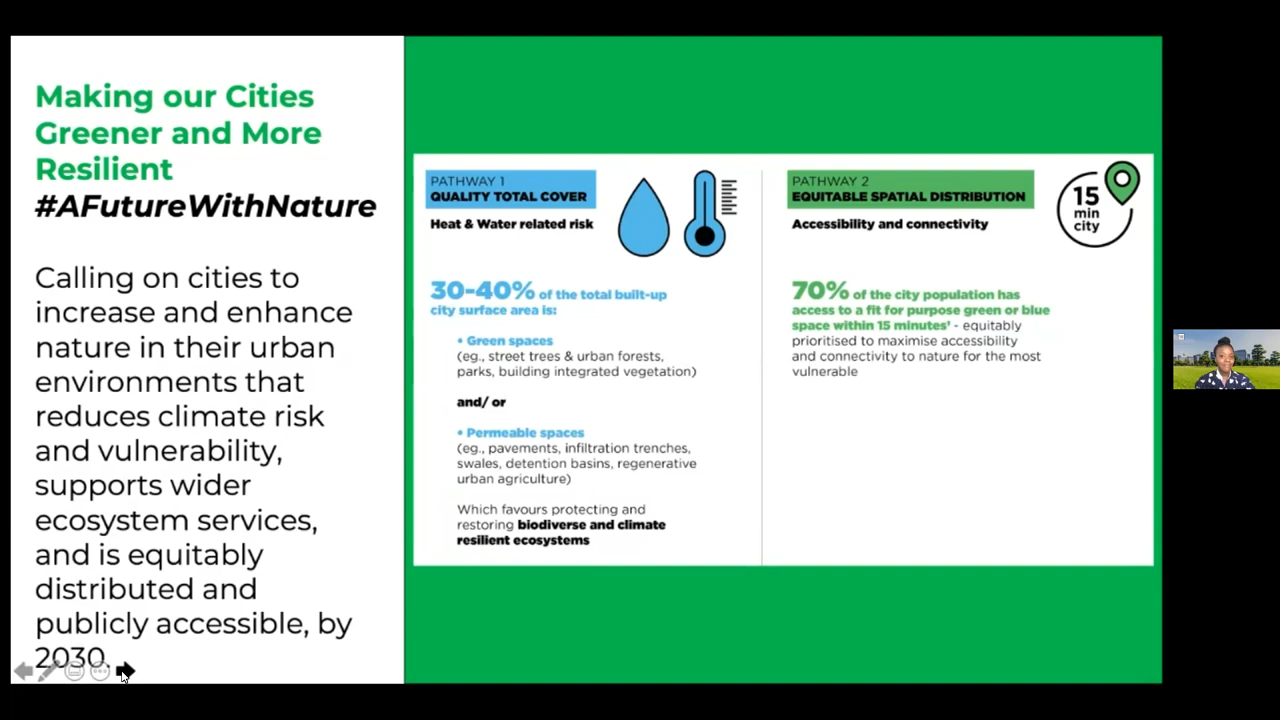 Making our Cities
Greener and More
Resilient
#AFutureWithNature
Calling on cities to
increase and enhance
nature in their urban
environments that
reduces climate risk
and vulnerability,
supports wider
ecosystem services,
and is equitably
distributed and
publicly accessible, by
2030.
PATHWAY 1
QUALITY TOTAL COVER
Heat & Water related risk
30-40% of the total built-up
city surface area is:
• Green spaces
(eg., street trees & urban forests,
parks, building integrated vegetation)
and/ or
• Permeable spaces
(eg., pavements, infiltration trenches,
swales, detention basins, regenerative
urban agriculture)
Which favours protecting and
restoring biodiverse and climate
resilient ecosystems
PATHWAY 2
EQUITABLE SPATIAL DISTRIBUTION
Accessibility and connectivity
15
min
city
70% of the city population has
access to a fit for purpose green or blue
space within 15 minutes¹ - equitably
prioritised to maximise accessibility
and connectivity to nature for the most
vulnerable